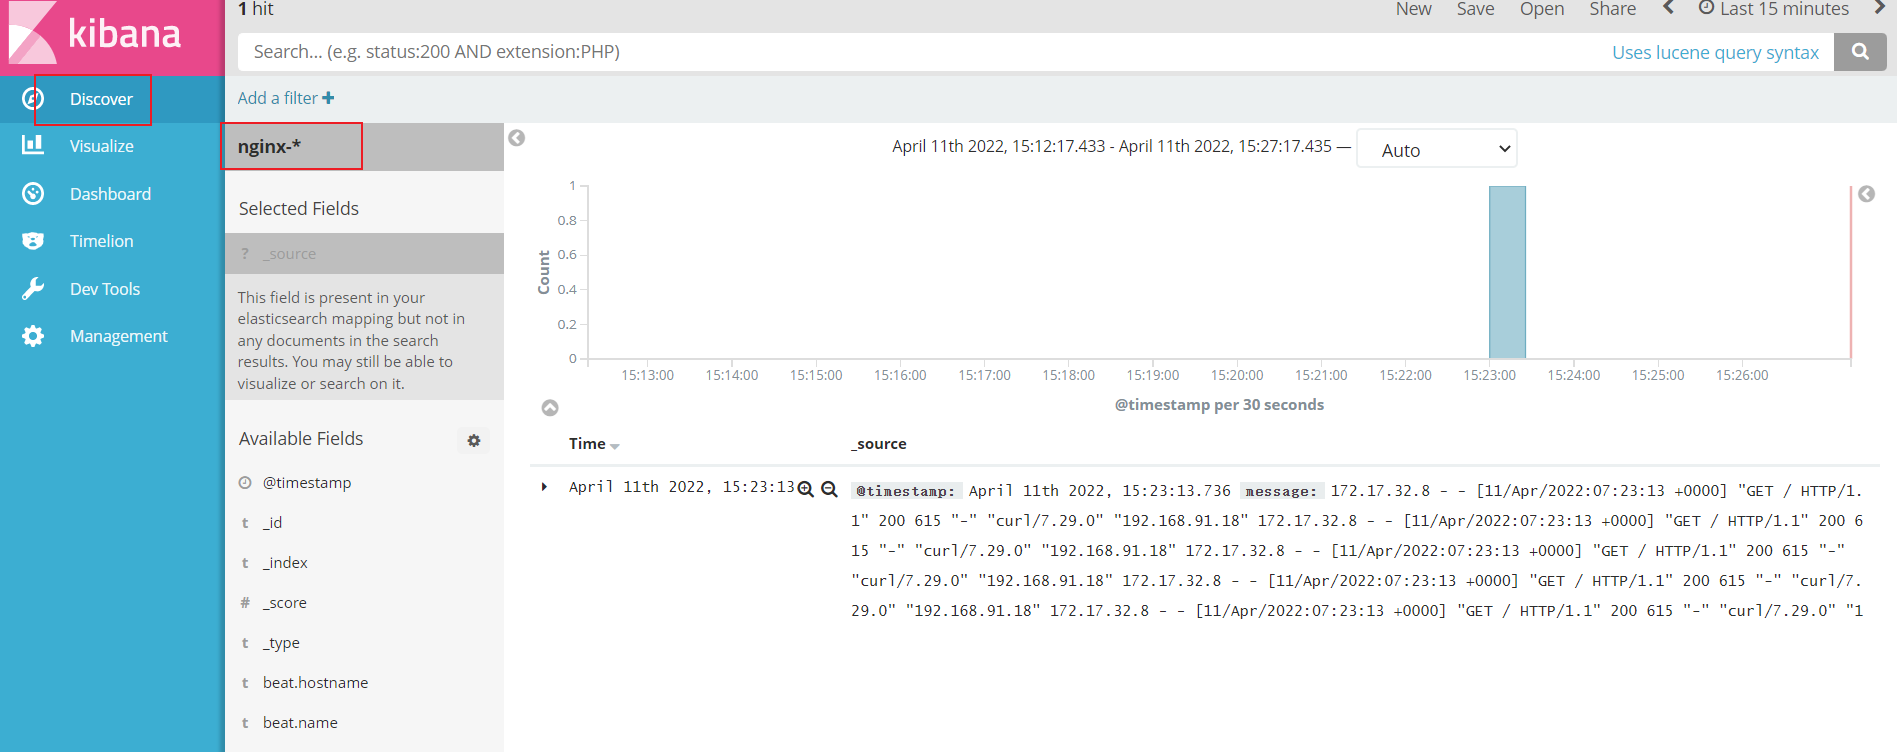 kibana
Discover
Visualize
Dashboard
Timelion
Dev Tools
Management
1 hit
New Save Open Share Last 15 minutes
Search... (e.g. status:200 AND extension:PHP) Uses lucene query syntax
Add a filter +
nginx-*
Selected Fields
? _source
This field is present in your
elasticsearch mapping but not in
any documents in the search
results. You may still be able to
visualize or search on it.
Available Fields
@timestamp
t _id
t _index
# _score
t _type
t beat.hostname
t beat.name
April 11th 2022, 15:12:17.433 - April 11th 2022, 15:27:17.435 — Auto
Count
1
0.8
0.6
0.4
0.2
0
15:13:00 15:14:00 15:15:00 15:16:00 15:17:00 15:18:00 15:19:00 15:20:00 15:21:00 15:22:00 15:23:00 15:24:00 15:25:00 15:26:00
@timestamp per 30 seconds
Time _source
April 11th 2022, 15:23:13 @timestamp: April 11th 2022, 15:23:13.736 message: 172.17.32.8 - - [11/Apr/2022:07:23:13 +0000] "GET / HTTP/1.
1" 200 615 "-" "curl/7.29.0" "192.168.91.18" 172.17.32.8 - - [11/Apr/2022:07:23:13 +0000] "GET / HTTP/1.1" 200 6
15 "-" "curl/7.29.0" "192.168.91.18" 172.17.32.8 - - [11/Apr/2022:07:23:13 +0000] "GET / HTTP/1.1" 200 615 "-"
"curl/7.29.0" "192.168.91.18" 172.17.32.8 - - [11/Apr/2022:07:23:13 +0000] "GET / HTTP/1.1" 200 615 "-" "curl/7.
29.0" "192.168.91.18" 172.17.32.8 - - [11/Apr/2022:07:23:13 +0000] "GET / HTTP/1.1" 200 615 "-" "curl/7.29.0" "1